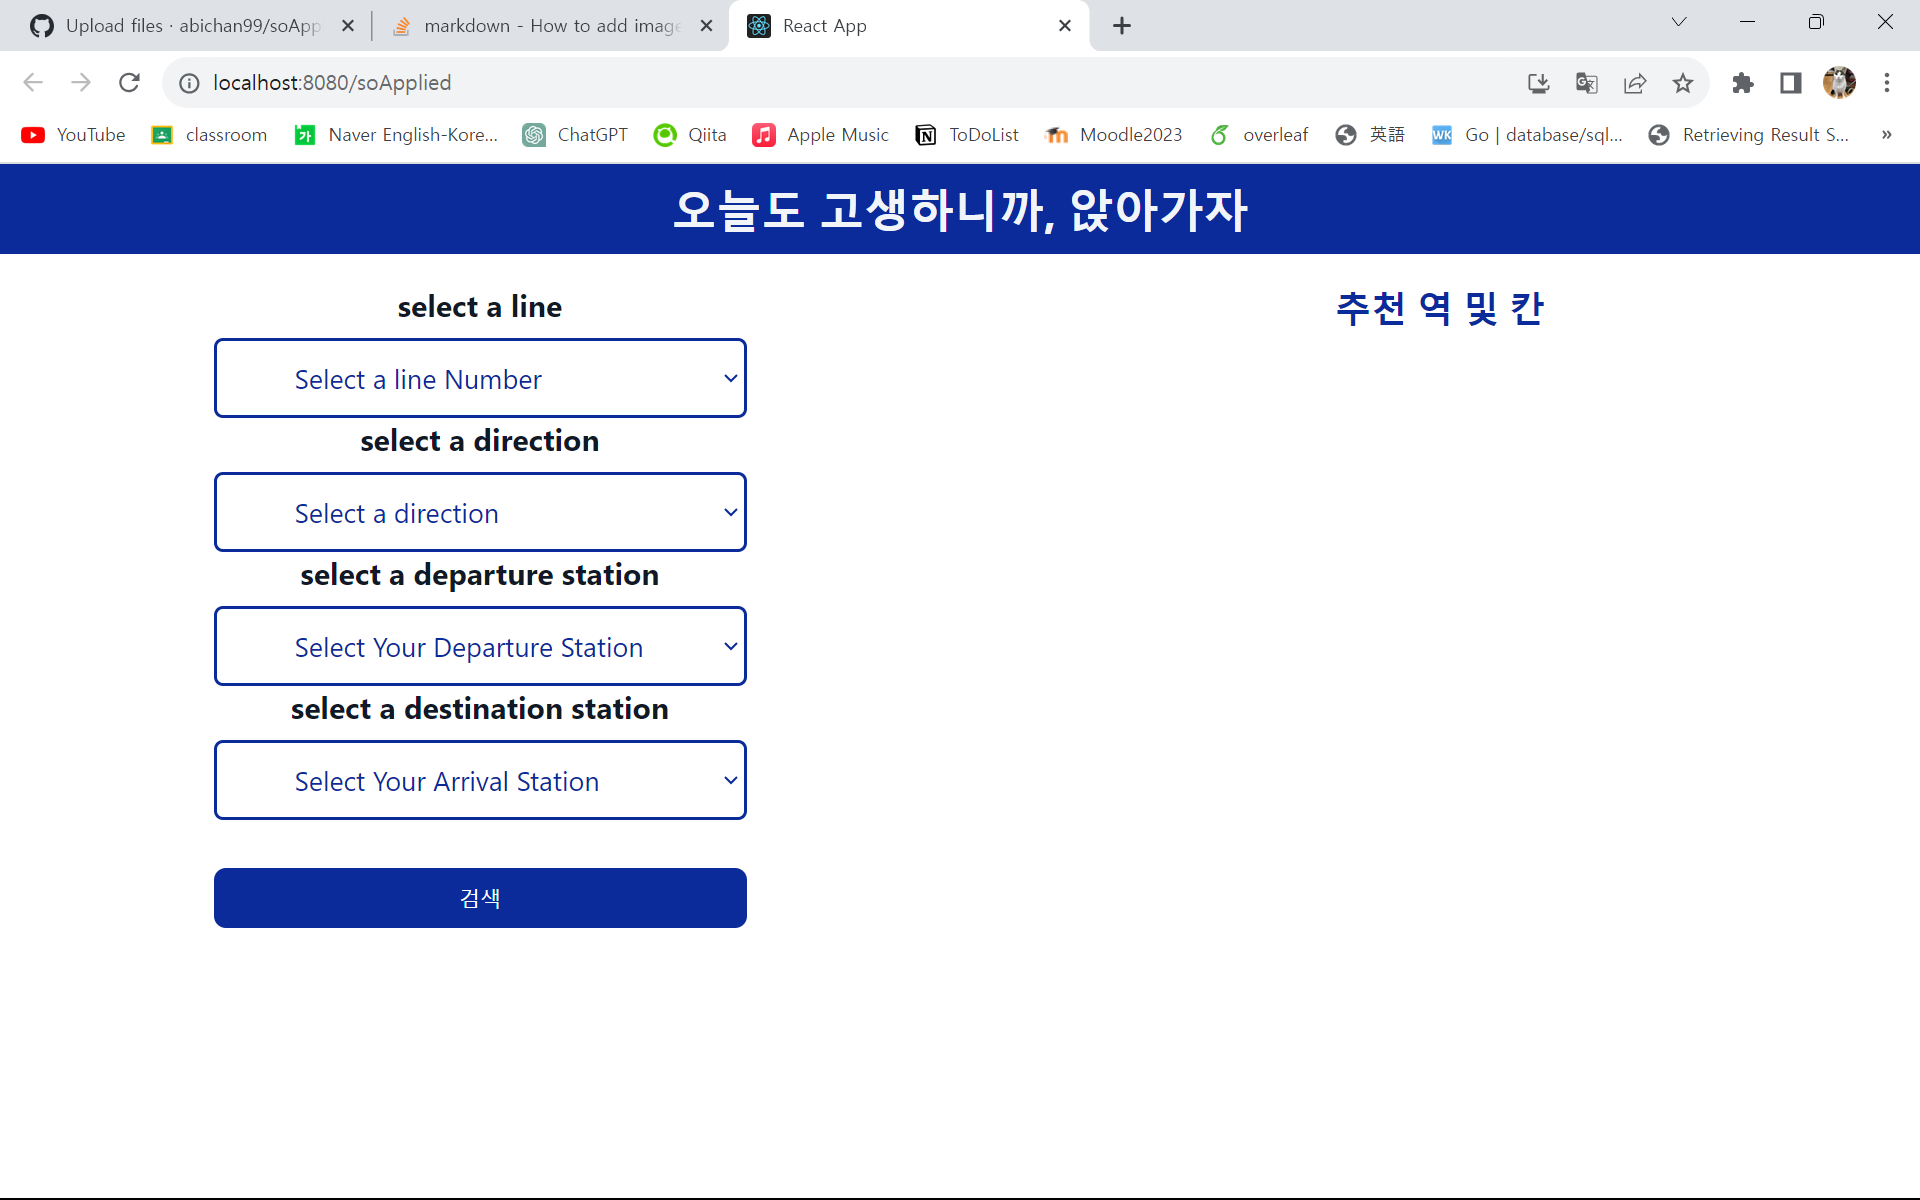 Upload files · abichan99/soApp
markdown - How to add image
React App
localhost:8080/soApplied
YouTube
classroom
Naver English-Kore...
ChatGPT
Qiita
Apple Music
ToDoList
Moodle2023
overleaf
英語
Go | database/sql...
Retrieving Result S...
»
오늘도 고생하니까, 앉아가자
select a line
Select a line Number
select a direction
Select a direction
select a departure station
Select Your Departure Station
select a destination station
Select Your Arrival Station
검색
추천 역 및 칸